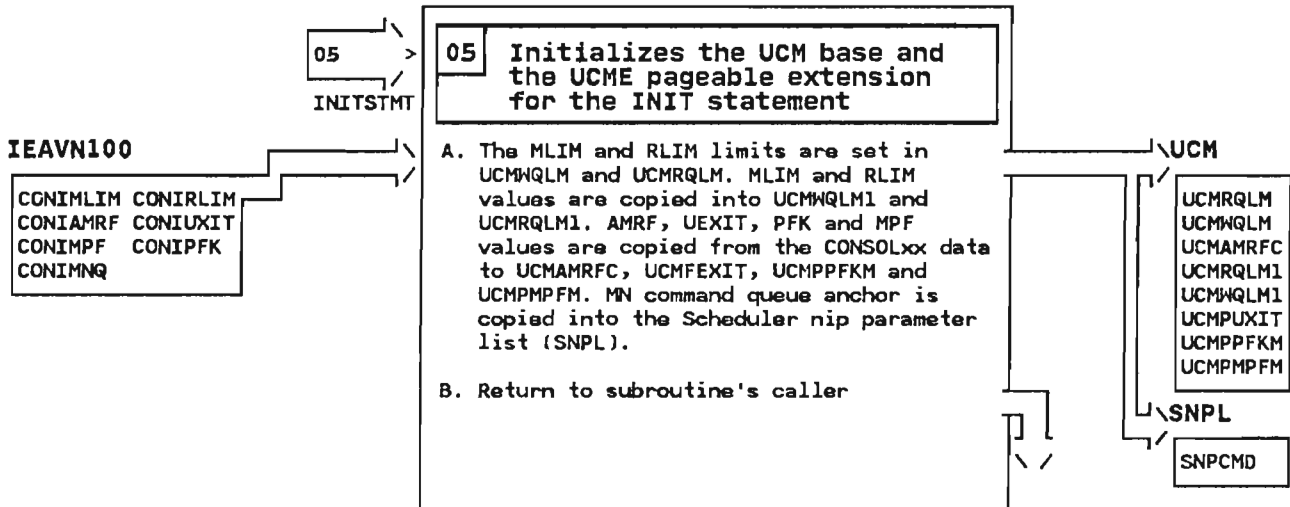 05
INITSTMT
05 Initializes the UCM base and
the UCME pageable extension
for the INIT statement
IEAVN100
CONIMLIM CONIRLIM
CONIAMRF CONIUXIT
CONIMPF CONIPFK
CONIMNQ
A. The MLIM and RLIM limits are set in
UCMWQLM and UCMRQLM. MLIM and RLIM
values are copied into UCMWQLM1 and
UCMRQLM1. AMRF, UEXIT, PFK and MPF
values are copied from the CONSOLxx data
to UCMAMRFC, UCMFEXIT, UCMPPFKM and
UCMPMPFM. MN command queue anchor is
copied into the Scheduler nip parameter
list (SNPL).
B. Return to subroutine's caller
UCM
UCMRQLM
UCMWQLM
UCMAMRFC
UCMRQLM1
UCMWQLM1
UCMPUXIT
UCMPPFKM
UCMPMPFM
SNPL
SNPCMD